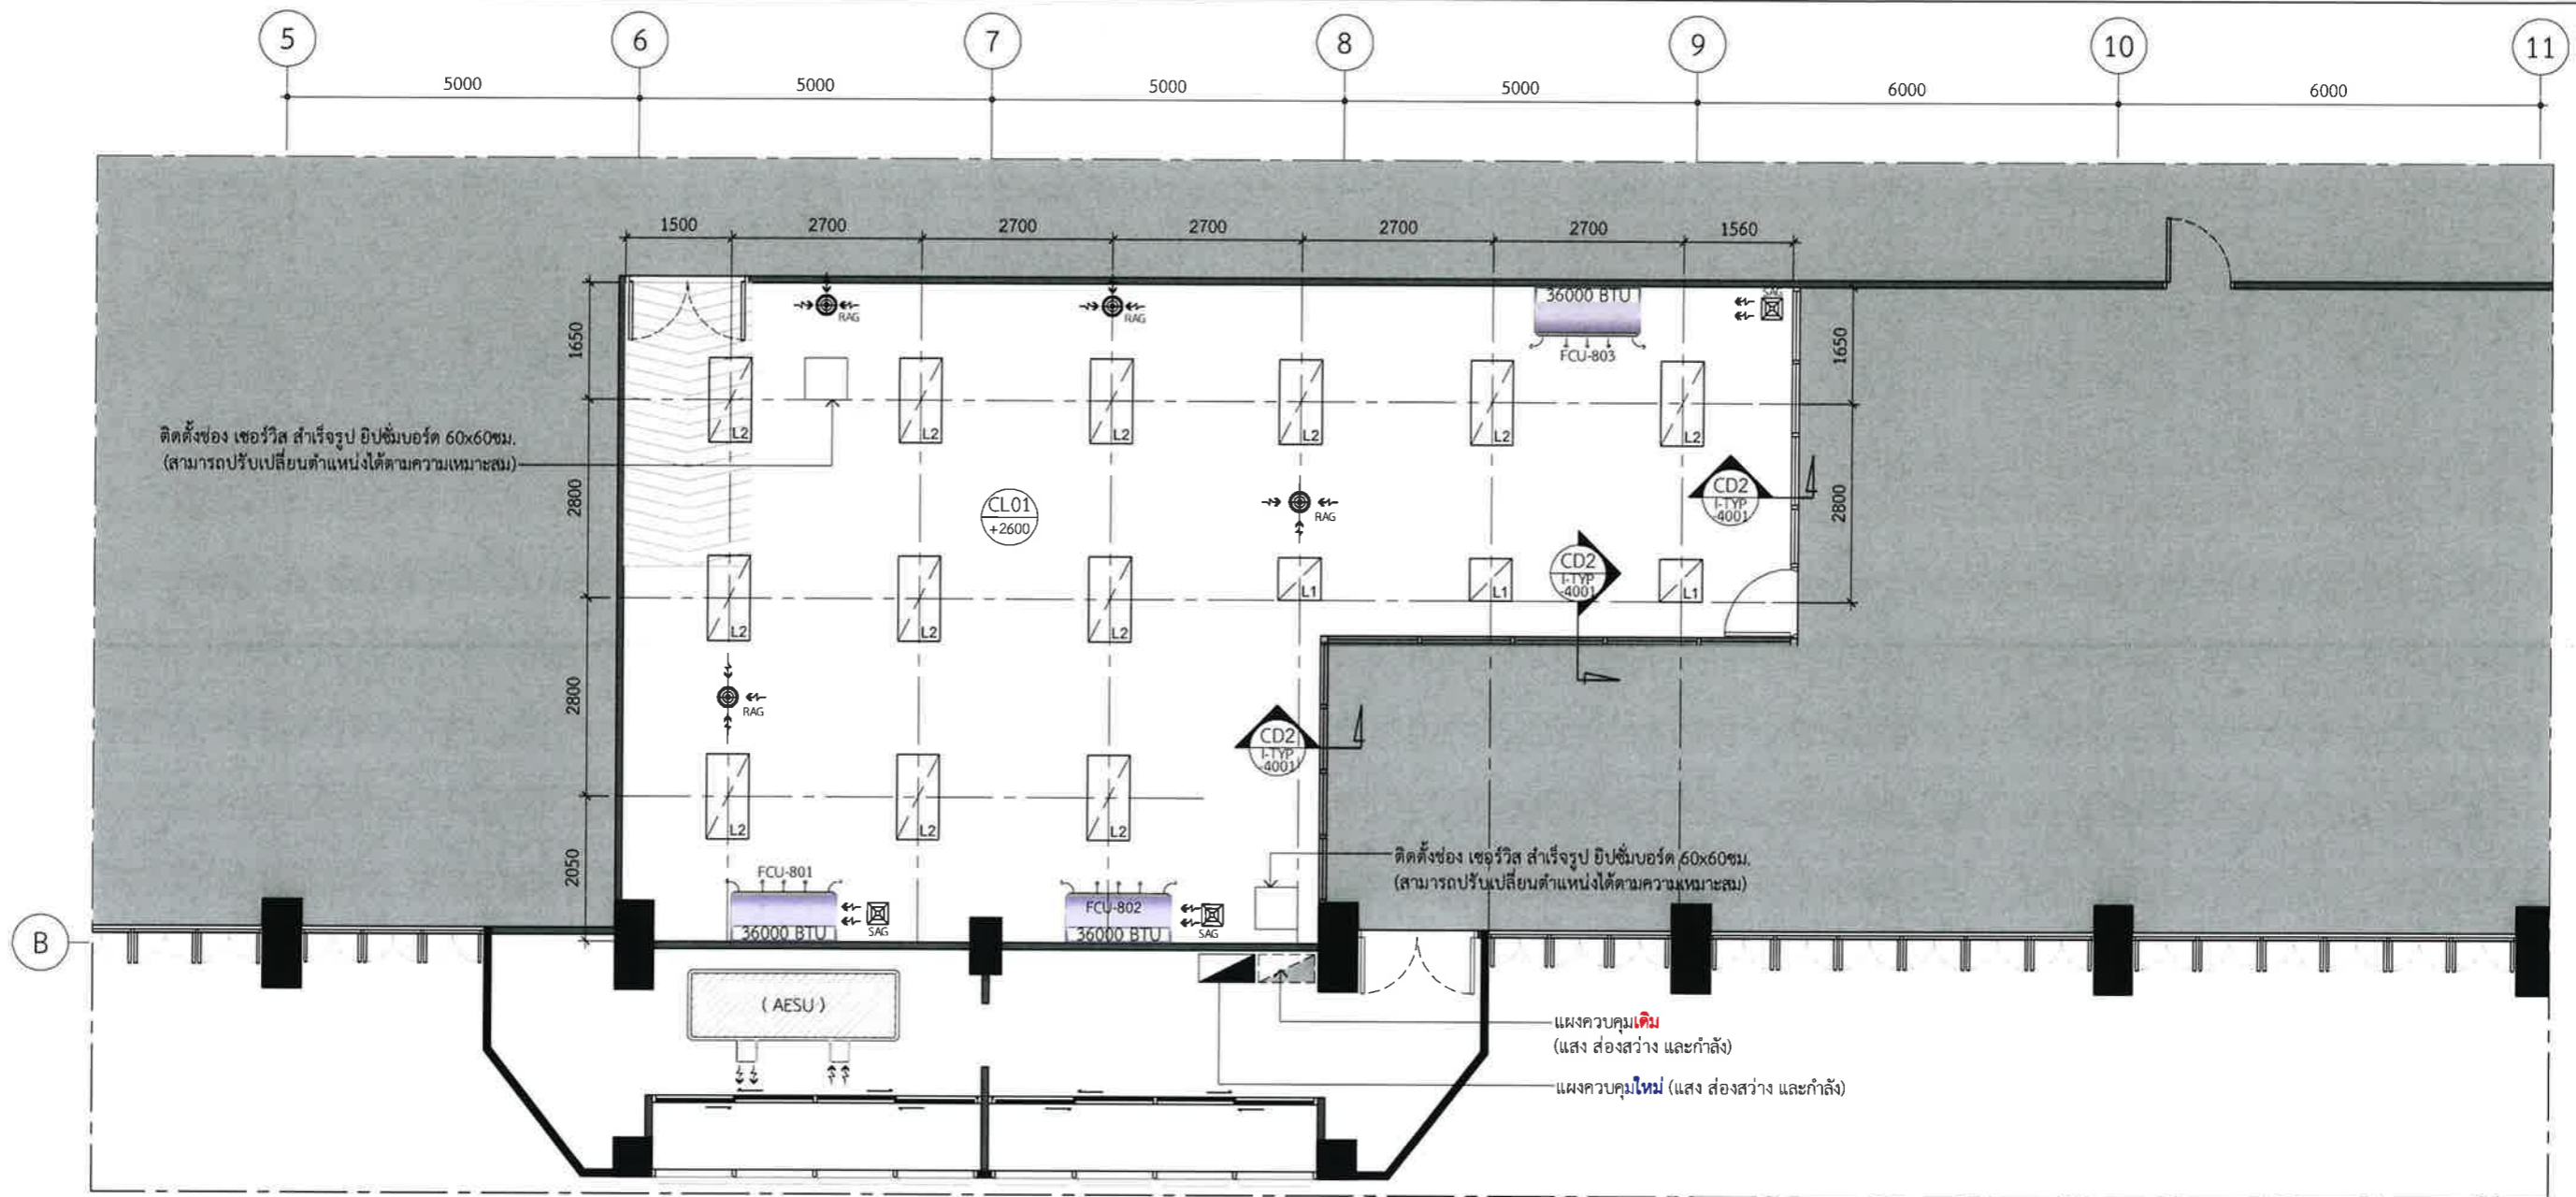 5
6
7
8
9
10
11
5000
5000
5000
5000
6000
6000
1500
2700
2700
2700
2700
2700
1560
36000 BTU
SAG
FCU-803
RAG
RAG
1650
1650
L2
L2
L2
L2
L2
L2
ติดตั้งช่อง เซอร์วิส สำเร็จรูป ยิปซั่มบอร์ด 60x60ซม.
(สามารถปรับเปลี่ยนตำแหน่งได้ตามความเหมาะสม)
2800
2800
CL01
+2600
RAG
CD2
I-TYP
-4001
CD2
I-TYP
-4001
L2
L2
L2
L1
L1
L1
2800
RAG
CD2
I-TYP
-4001
L2
L2
L2
2050
ติดตั้งช่อง เซอร์วิส สำเร็จรูป ยิปซั่มบอร์ด 60x60ซม.
(สามารถปรับเปลี่ยนตำแหน่งได้ตามความเหมาะสม)
FCU-801
36000 BTU
SAG
FCU-802
36000 BTU
SAG
B
( AESU )
แผงควบคุมเดิม
(แสง ส่องสว่าง และกำลัง)
แผงควบคุมใหม่ (แสง ส่องสว่าง และกำลัง)